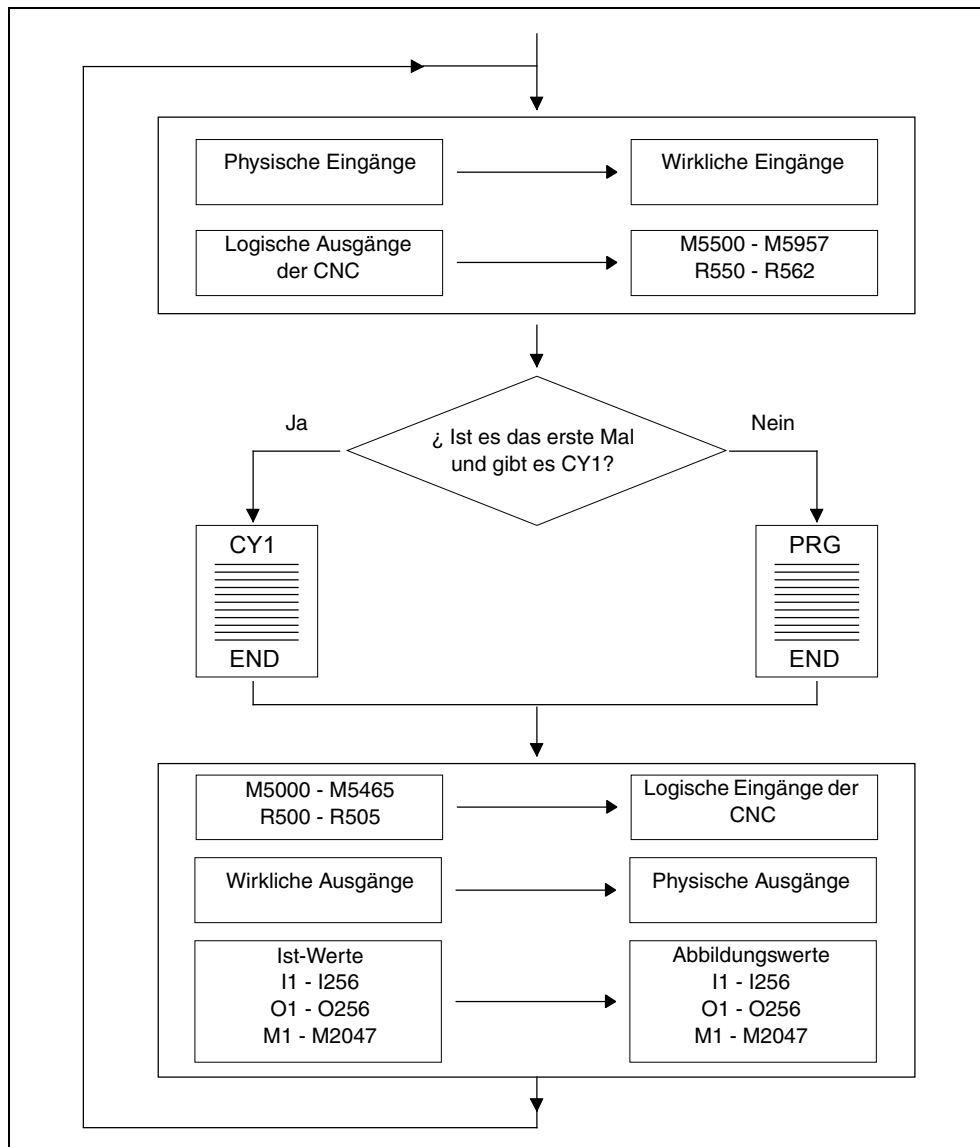 Physische Eingänge
Wirkliche Eingänge
Logische Ausgänge
der CNC
M5500 - M5957
R550 - R562
Ja
Nein
¿ Ist es das erste Mal
und gibt es CY1?
CY1
END
PRG
END
M5000 - M5465
R500 - R505
Logische Eingänge der
CNC
Wirkliche Ausgänge
Physische Ausgänge
Ist-Werte
I1 - I256
O1 - O256
M1 - M2047
Abbildungswerte
I1 - I256
O1 - O256
M1 - M2047